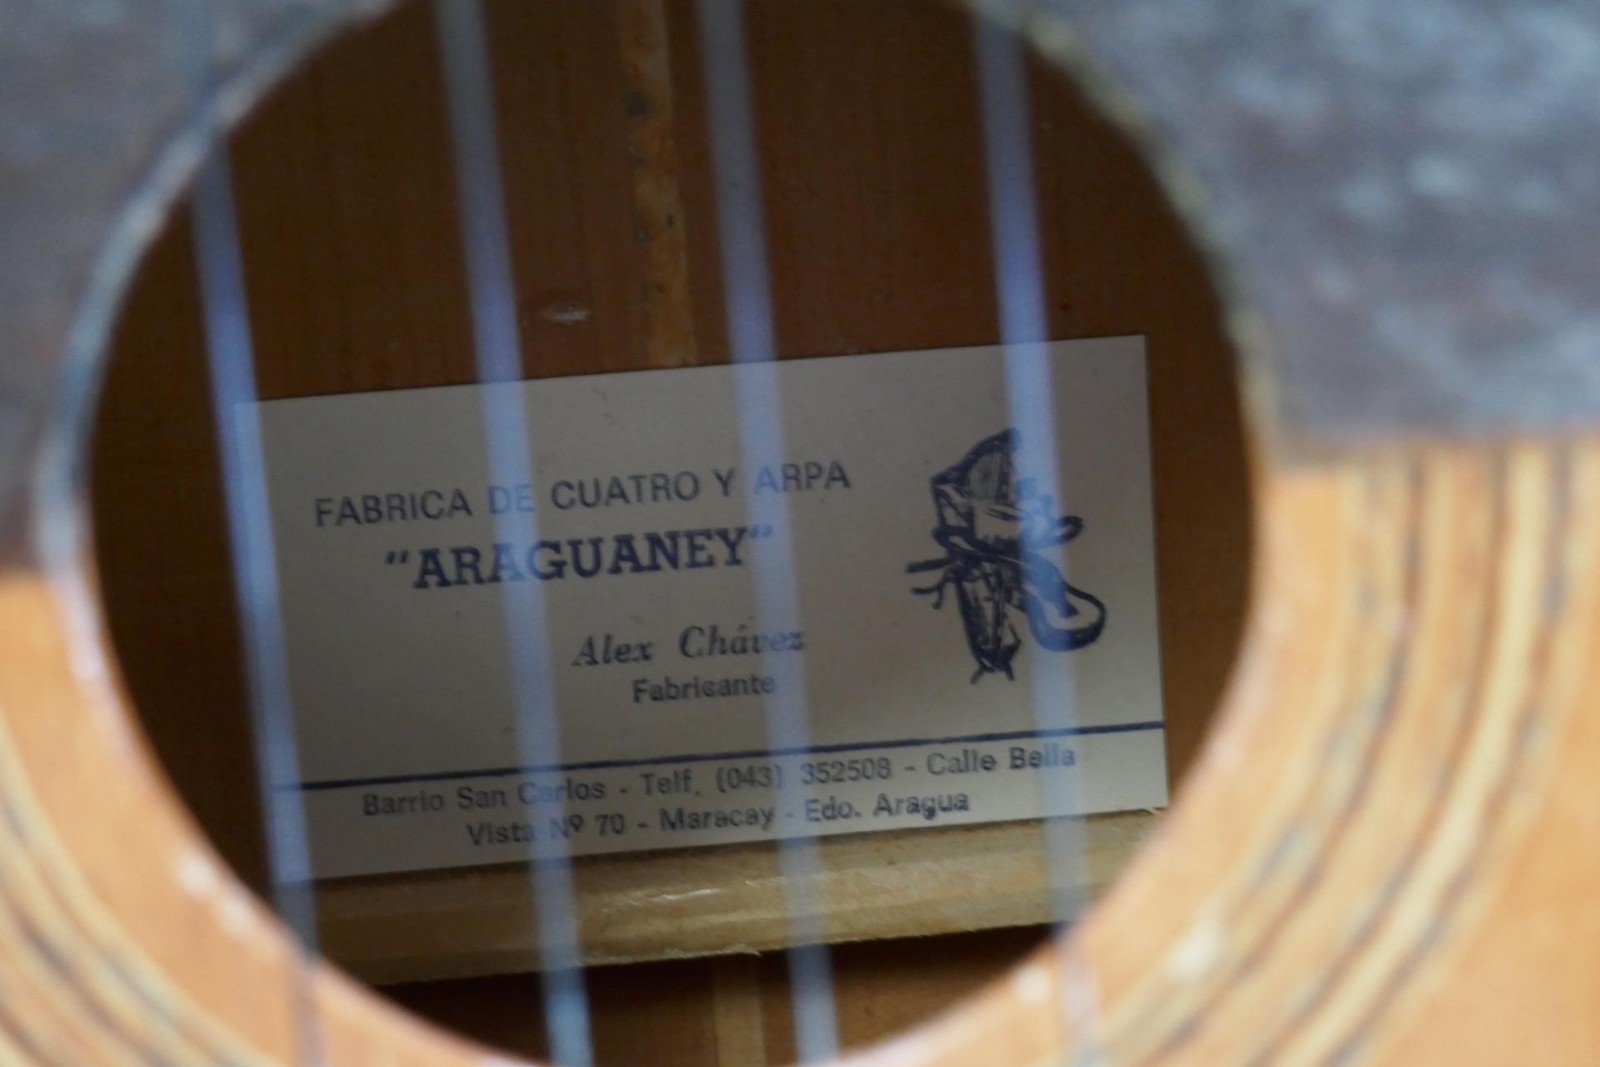 FABRICA DE CUATRO Y ARPA
"ARAGUANEY"
Alex Chávez
Fabricante
Barrio San Carlos - Telf. (043) 352508 - Calle Bella
Vista Nº 70 - Maracay - Edo. Aragua